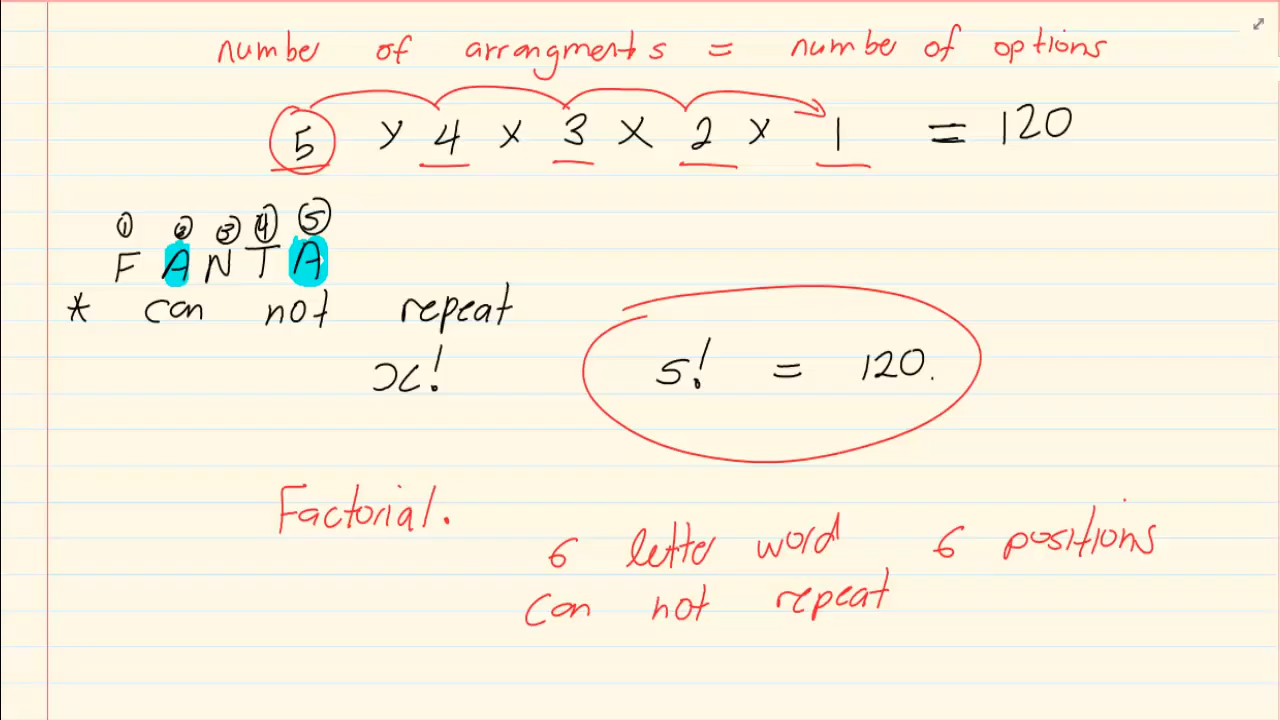 number of arrangments = number of options
5 x 4 x 3 x 2 x 1 = 120
① ② ③ ④ ⑤
F A N T A
* can not repeat
x! 5! = 120.
Factorial.
6 letter word 6 positions
can not repeat